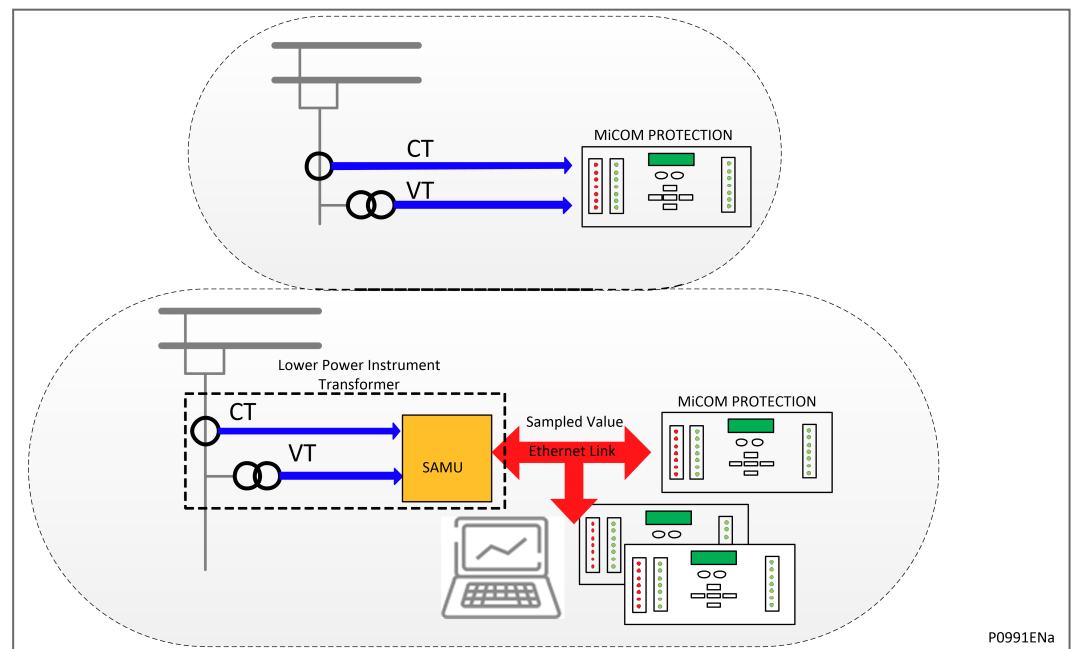 MiCOM PROTECTION
CT
VT
Lower Power Instrument
Transformer
CT
VT
SAMU
Sampled Value
Ethernet Link
MiCOM PROTECTION
P0991ENa